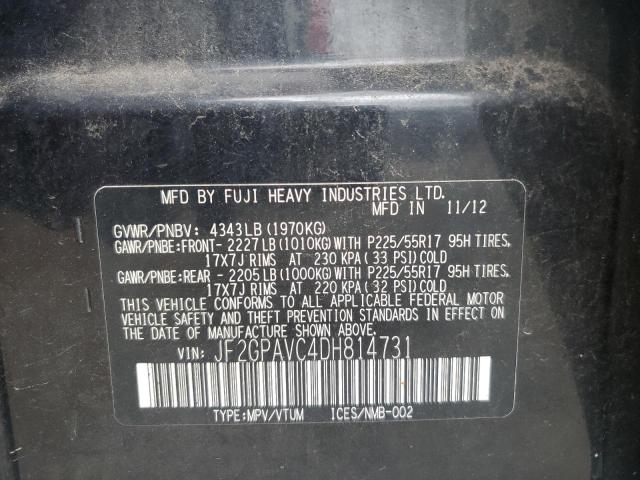 MFD BY FUJI HEAVY INDUSTRIES LTD.
MFD IN 11/12
GVWR/PNBV: 4343LB (1970KG)
GAWR/PNBE:FRONT- 2227LB (1010KG)WITH P225/55R17 95H TIRES,
17X7J RIMS AT 230 KPA (33 PSI)COLD
GAWR/PNBE:REAR - 2205LB (1000KG)WITH P225/55R17 95H TIRES,
17X7J RIMS AT 220 KPA (32 PSI)COLD
THIS VEHICLE CONFORMS TO ALL APPLICABLE FEDERAL MOTOR
VEHICLE SAFETY AND THEFT PREVENTION STANDARDS IN EFFECT ON
THE DATE OF MANUFACTURE SHOWN ABOVE.
VIN: JF2GPAVC4DH814731
TYPE:MPV/VTUM ICES/NMB-002